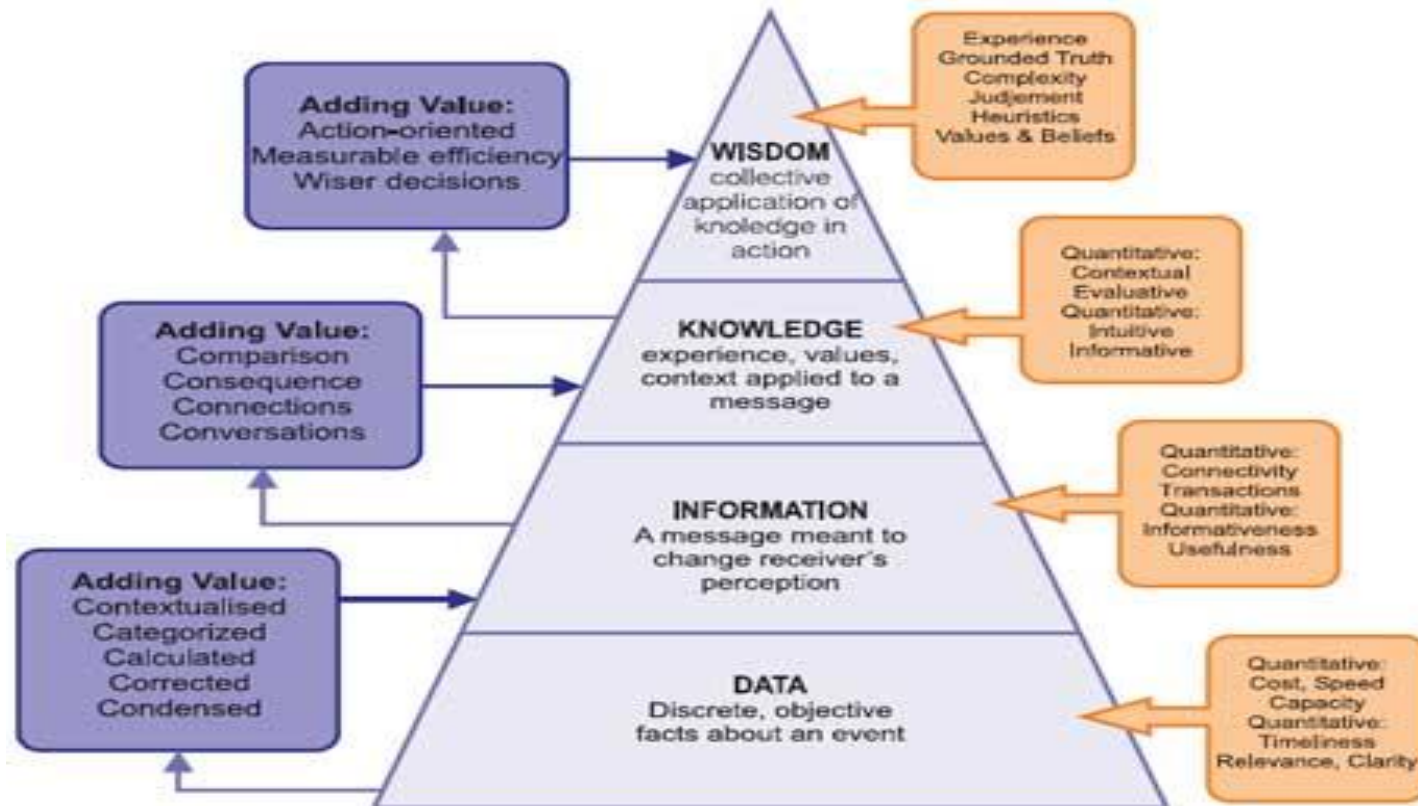 Adding Value:
Action-oriented
Measurable efficiency
Wiser decisions
Adding Value:
Comparison
Consequence
Connections
Conversations
Adding Value:
Contextualised
Categorized
Calculated
Corrected
Condensed
WISDOM
collective
application of
knoledge in
action
KNOWLEDGE
experience, values,
context applied to a
message
INFORMATION
A message meant to
change receiver's
perception
DATA
Discrete, objective
facts about an event
Experience
Grounded Truth
Complexity
Judjement
Heuristics
Values & Beliefs
Quantitative:
Contextual
Evaluative
Quantitative:
Intuitive
Informative
Quantitative:
Connectivity
Transactions
Quantitative:
Informativeness
Usefulness
Quantitative:
Cost, Speed
Capacity
Quantitative:
Timeliness
Relevance, Clarity